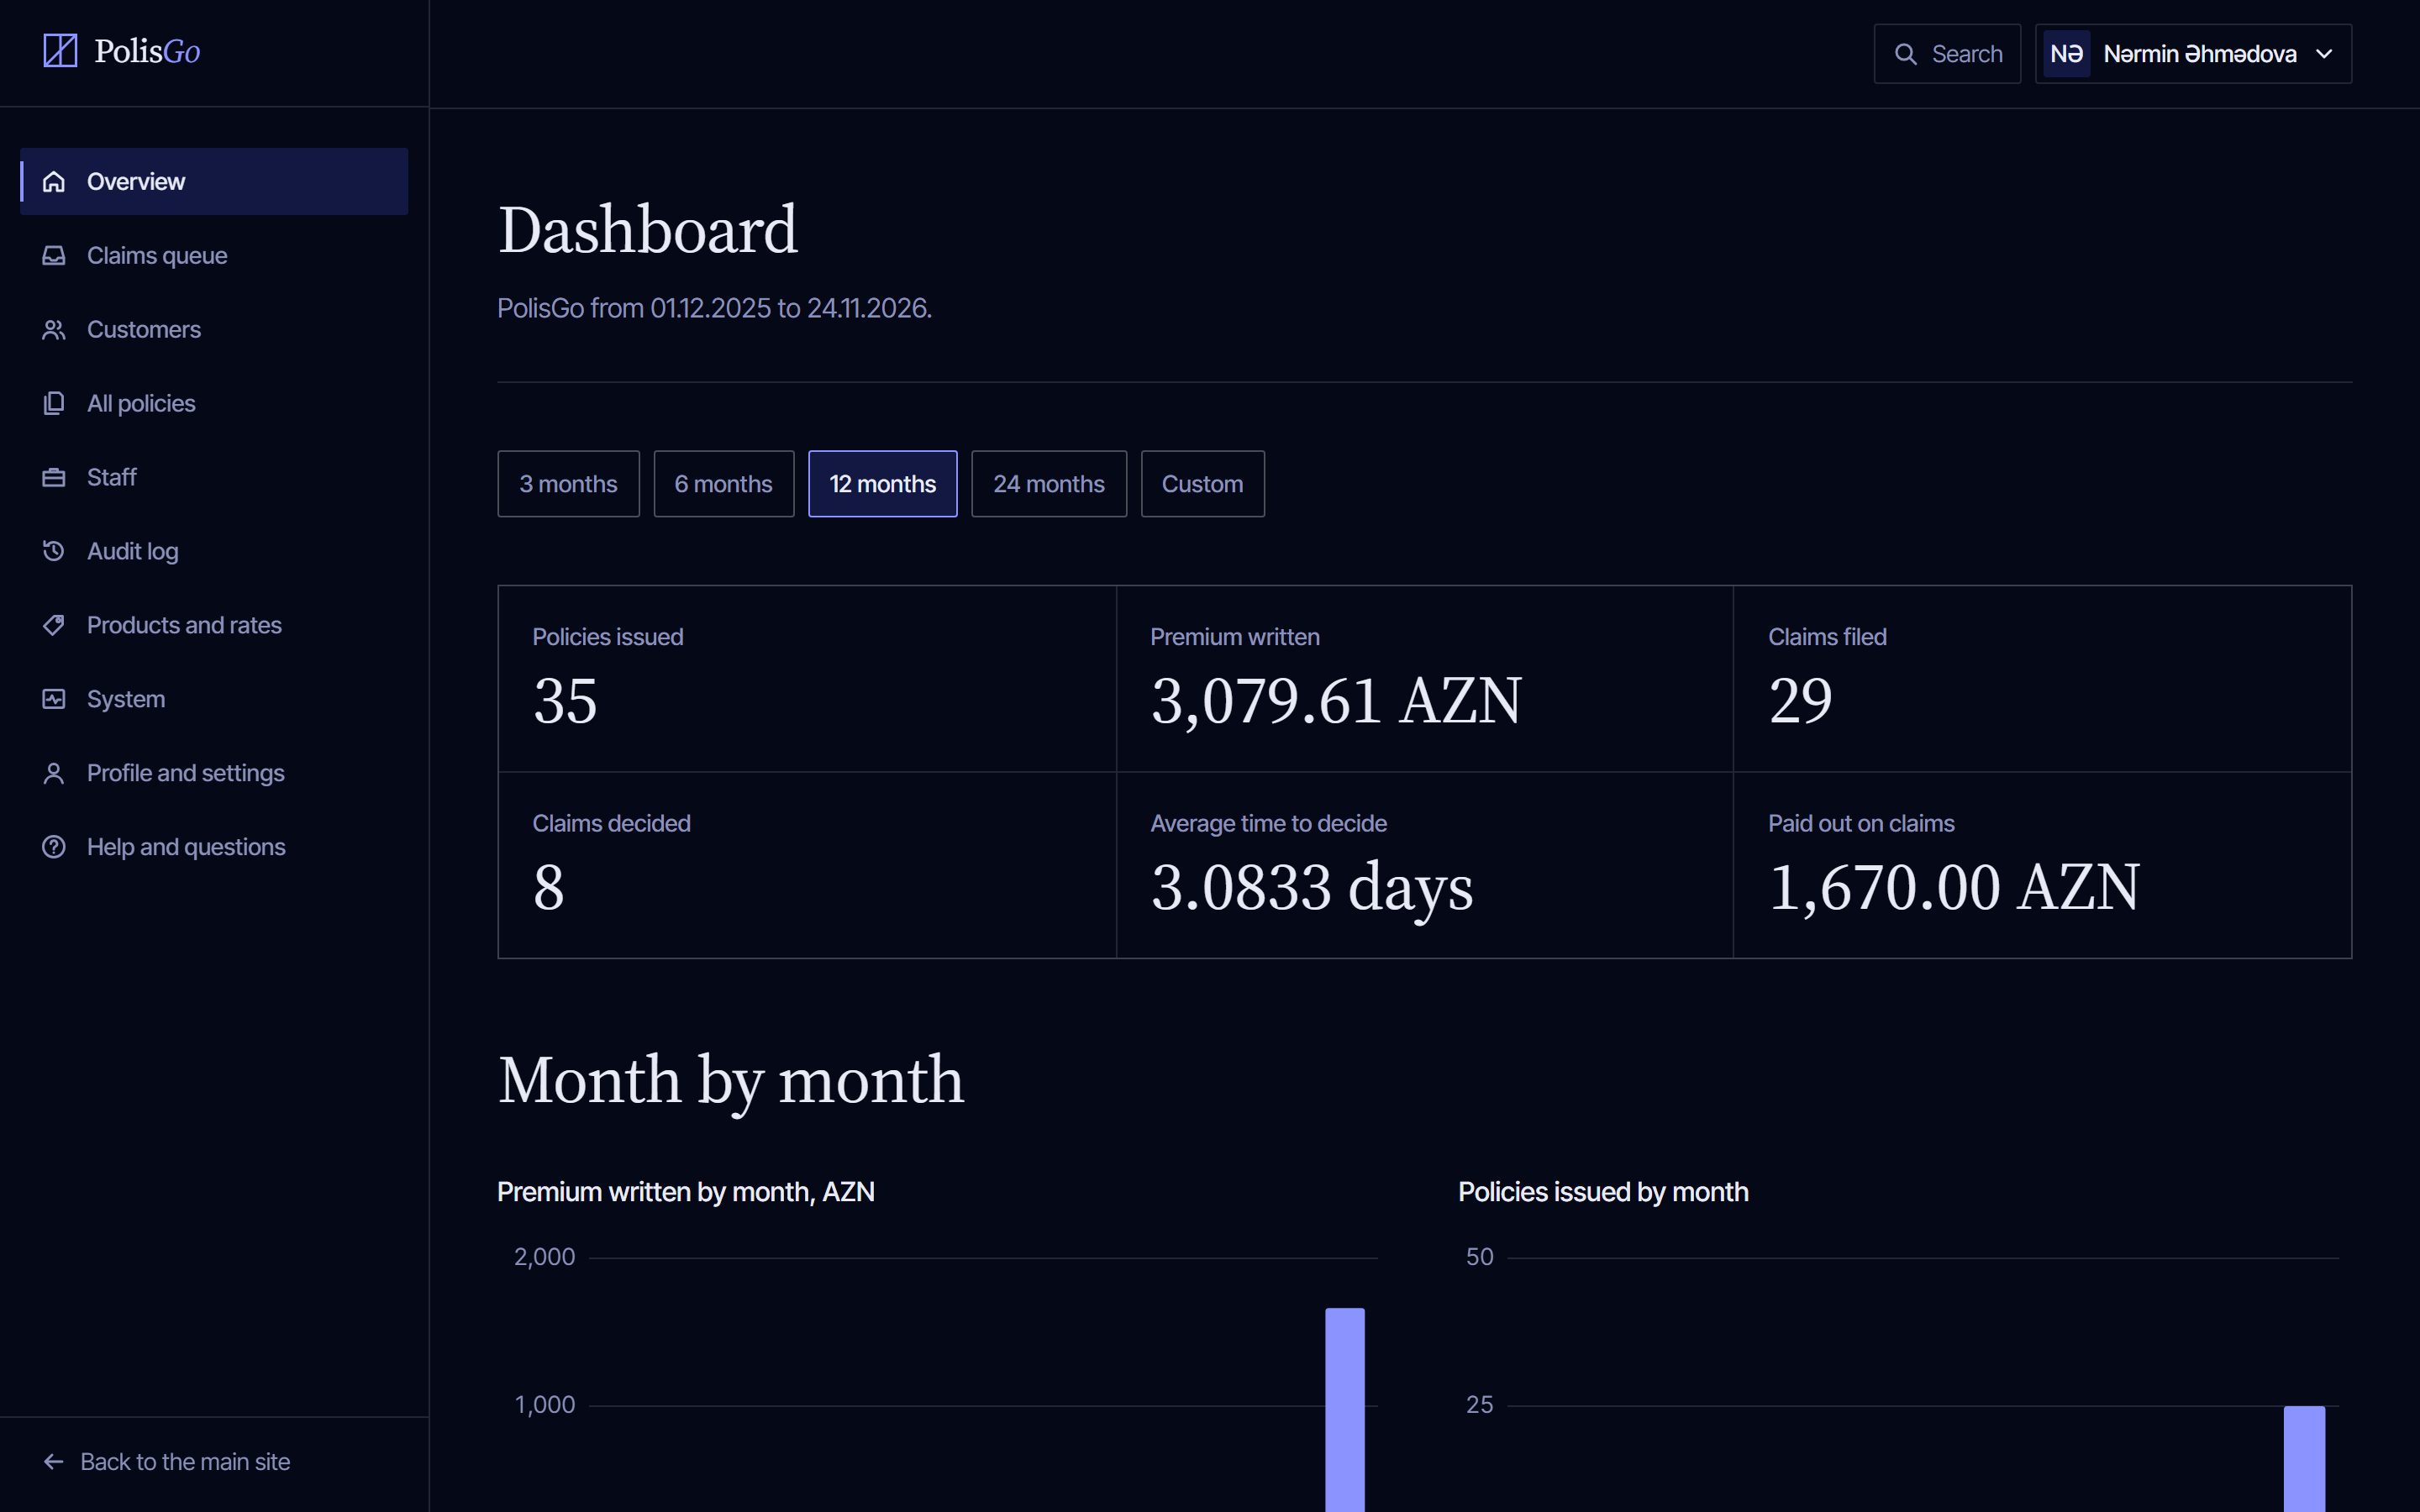 PolisGo
Search
NƏ Nərmin Əhmədova
Overview
Claims queue
Customers
All policies
Staff
Audit log
Products and rates
System
Profile and settings
Help and questions
Back to the main site
Dashboard
PolisGo from 01.12.2025 to 24.11.2026.
3 months 6 months 12 months 24 months Custom
Policies issued
35
Premium written
3,079.61 AZN
Claims filed
29
Claims decided
8
Average time to decide
3.0833 days
Paid out on claims
1,670.00 AZN
Month by month
Premium written by month, AZN
2,000
1,000
Policies issued by month
50
25